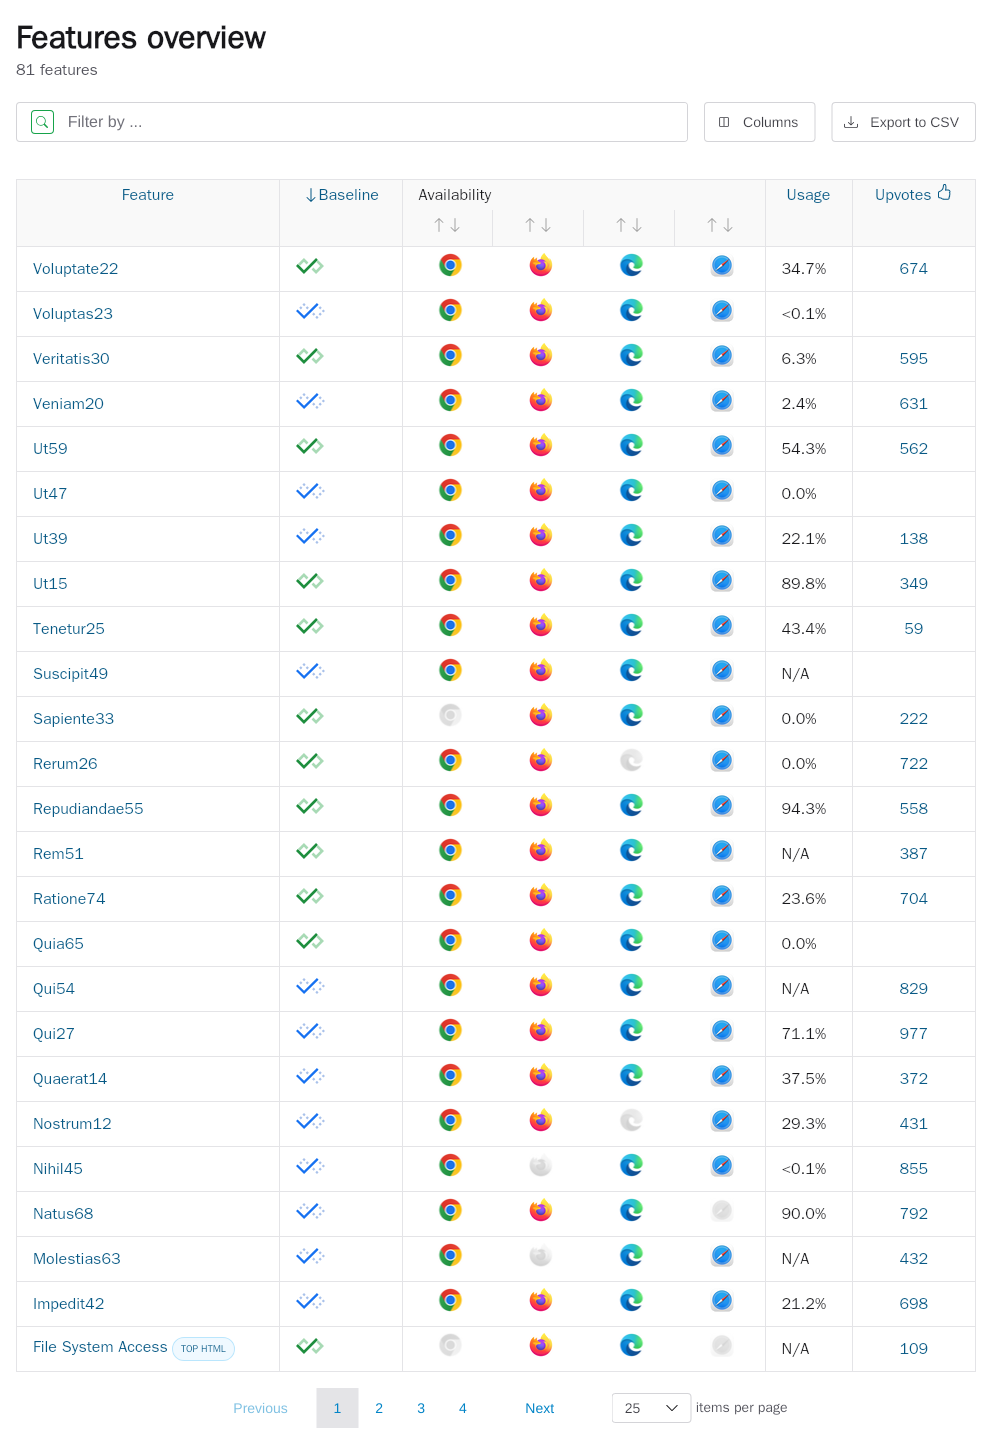 Features overview
81 features
Filter by ...
Columns
Export to CSV
Feature Baseline Availability Usage Upvotes
Voluptate22 34.7% 674
Voluptas23 <0.1%
Veritatis30 6.3% 595
Veniam20 2.4% 631
Ut59 54.3% 562
Ut47 0.0%
Ut39 22.1% 138
Ut15 89.8% 349
Tenetur25 43.4% 59
Suscipit49 N/A
Sapiente33 0.0% 222
Rerum26 0.0% 722
Repudiandae55 94.3% 558
Rem51 N/A 387
Ratione74 23.6% 704
Quia65 0.0%
Qui54 N/A 829
Qui27 71.1% 977
Quaerat14 37.5% 372
Nostrum12 29.3% 431
Nihil45 <0.1% 855
Natus68 90.0% 792
Molestias63 N/A 432
Impedit42 21.2% 698
File System Access TOP HTML N/A 109
Previous 1 2 3 4 Next 25 items per page